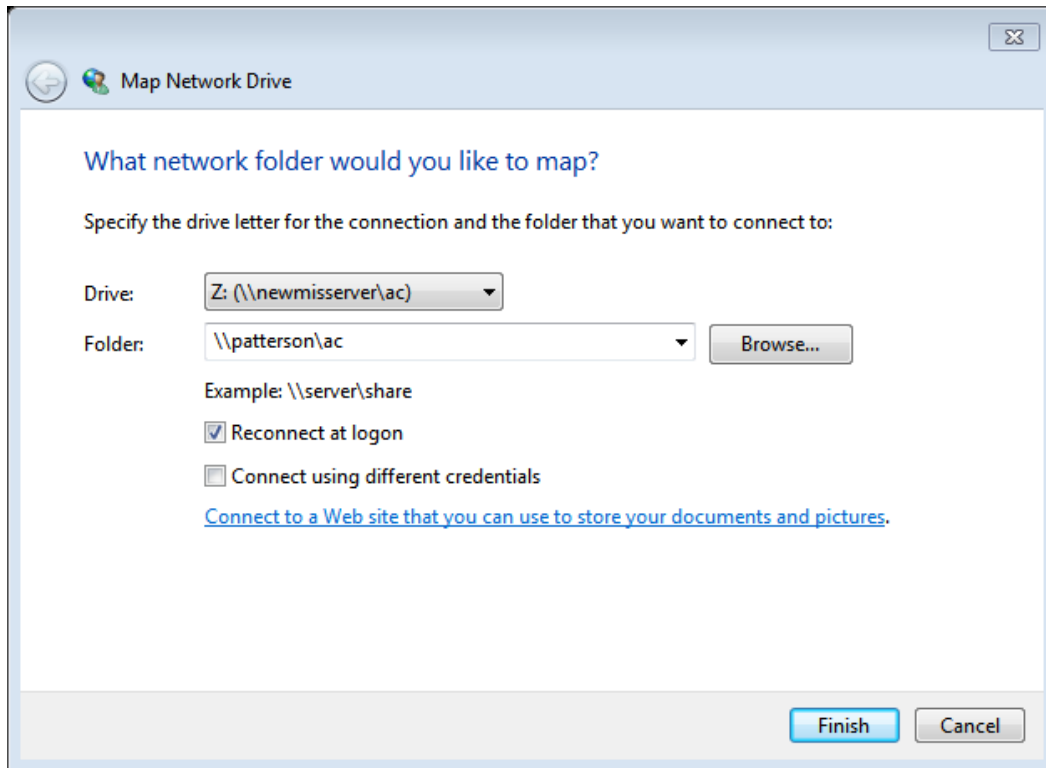 Map Network Drive
What network folder would you like to map?
Specify the drive letter for the connection and the folder that you want to connect to:
Drive: Z: (\\newmisserver\ac)
Folder: \\patterson\ac Browse...
Example: \\server\share
Reconnect at logon
Connect using different credentials
Connect to a Web site that you can use to store your documents and pictures.
Finish Cancel